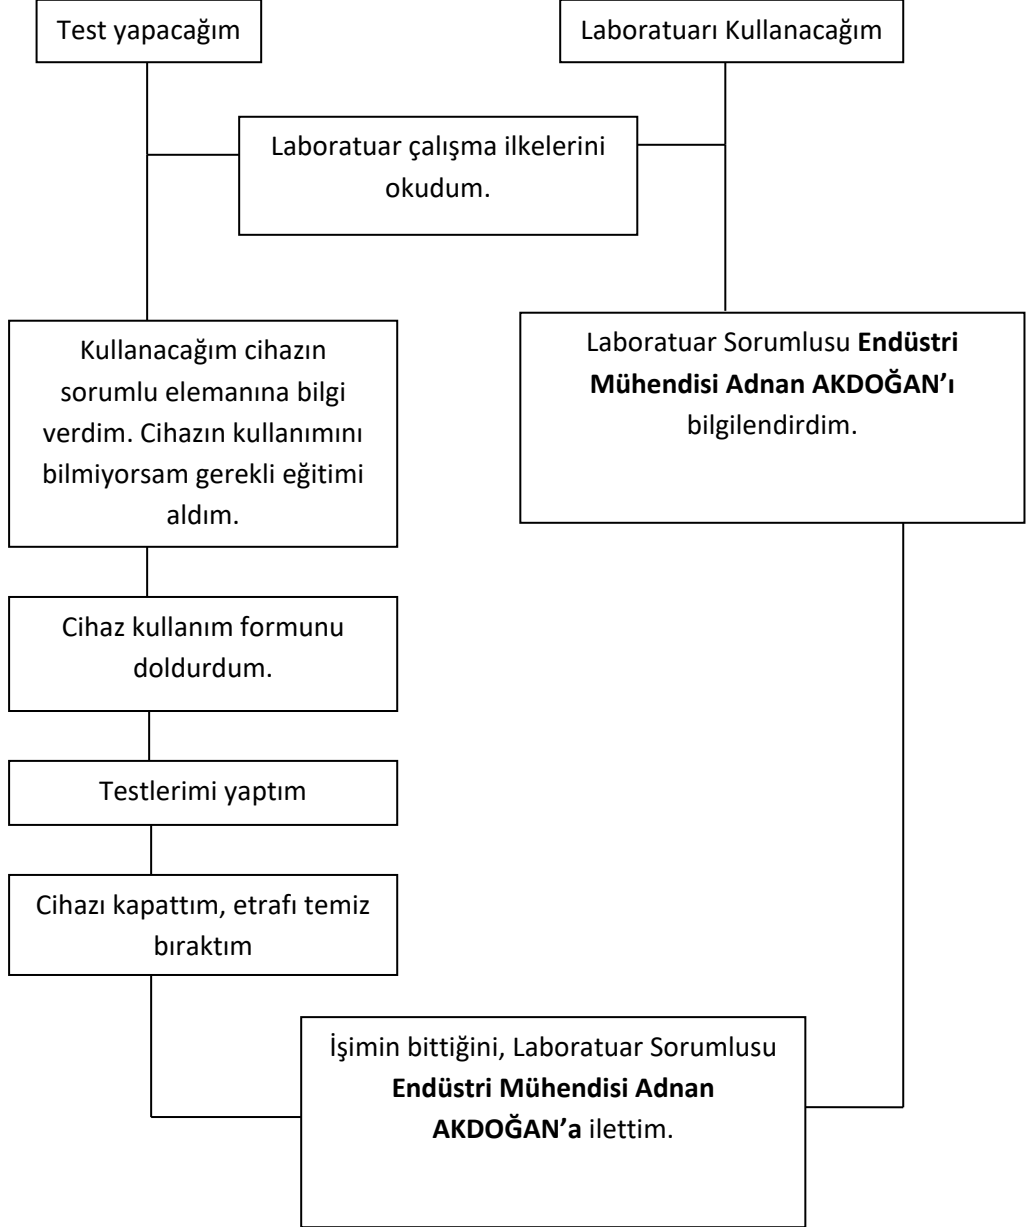 Test yapacağım
Laboratuarı Kullanacağım
Laboratuar çalışma ilkelerini
okudum.
Kullanacağım cihazın
sorumlu elemanına bilgi
verdim. Cihazın kullanımını
bilmiyorsam gerekli eğitimi
aldım.
Laboratuar Sorumlusu Endüstri
Mühendisi Adnan AKDOĞAN’ı
bilgilendirdim.
Cihaz kullanım formunu
doldurdum.
Testlerimi yaptım
Cihazı kapattım, etrafı temiz
bıraktım
İşimin bittiğini, Laboratuar Sorumlusu
Endüstri Mühendisi Adnan
AKDOĞAN’a ilettim.